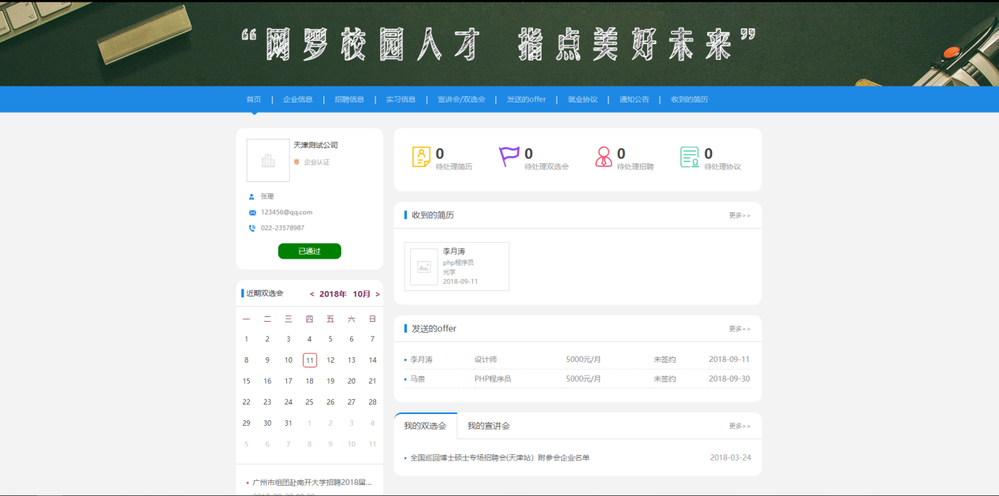 “网罗校园人才 指点美好未来”
首页 | 企业信息 | 招聘信息 | 实习信息 | 宣讲会/双选会 | 发送的offer | 就业协议 | 通知公告 | 收到的简历
天津测试公司
企业认证
张珊
123456@qq.com
022-23578987
已通过
近期双选会 < 2018年 10月 >
一 二 三 四 五 六 日
1 2 3 4 5 6 7
8 9 10 11 12 13 14
15 16 17 18 19 20 21
22 23 24 25 26 27 28
29 30 31 1 2 3 4
5 6 7 8 9 10 11
广州市组团赴南开大学招聘2018届...
0 0 0 0
待处理简历 待处理双选会 待处理招聘 待处理协议
收到的简历 更多>>
李月涛
php程序员
光学
2018-09-11
发送的offer 更多>>
李月涛 设计师 5000元/月 未签约 2018-09-11
马贵 PHP程序员 5000元/月 未签约 2018-09-30
我的双选会 我的宣讲会 更多>>
全国巡回博士硕士专场招聘会(天津站）附参会企业名单 2018-03-24